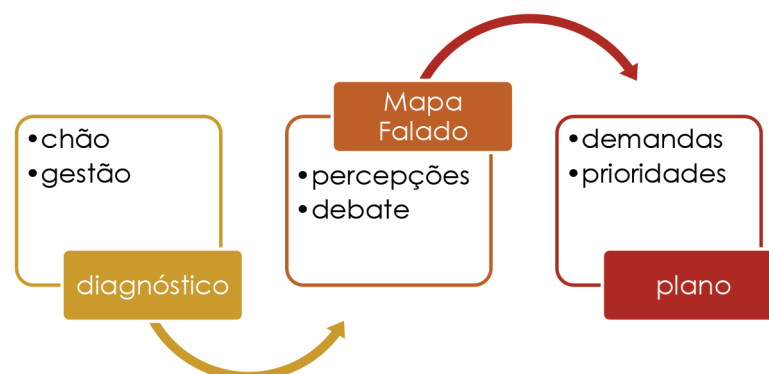 •chão
•gestão
diagnóstico
Mapa
Falado
•percepções
•debate
•demandas
•prioridades
plano